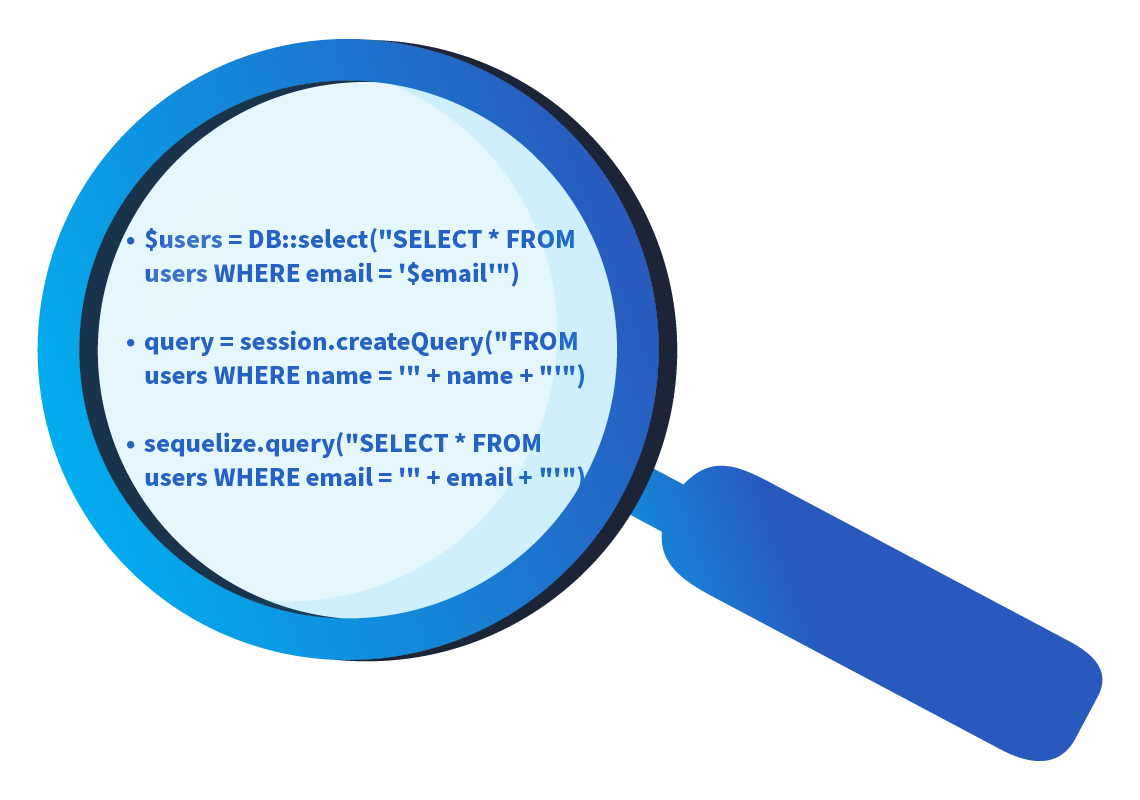 • $users = DB::select("SELECT * FROM
users WHERE email = '$email'")
• query = session.createQuery("FROM
users WHERE name = '" + name + "'")
• sequelize.query("SELECT * FROM
users WHERE email = '" + email + "'")